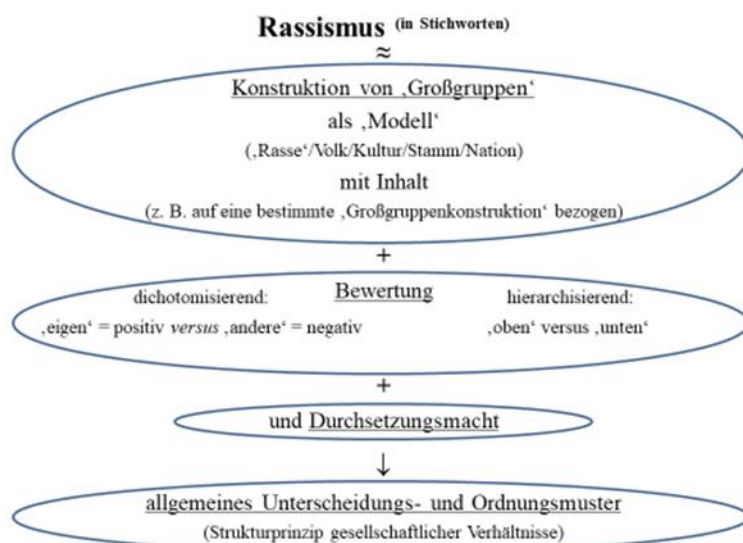 Rassismus (in Stichworten)
≈
Konstruktion von ‚Großgruppen‘
als ‚Modell‘
(‚Rasse‘/Volk/Kultur/Stamm/Nation)
mit Inhalt
(z. B. auf eine bestimmte ‚Großgruppenkonstruktion‘ bezogen)
+
dichotomisierend: Bewertung hierarchisierend:
‚eigen‘ = positiv versus ‚andere‘ = negativ ‚oben‘ versus ‚unten‘
+
und Durchsetzungsmacht
↓
allgemeines Unterscheidungs- und Ordnungsmuster
(Strukturprinzip gesellschaftlicher Verhältnisse)